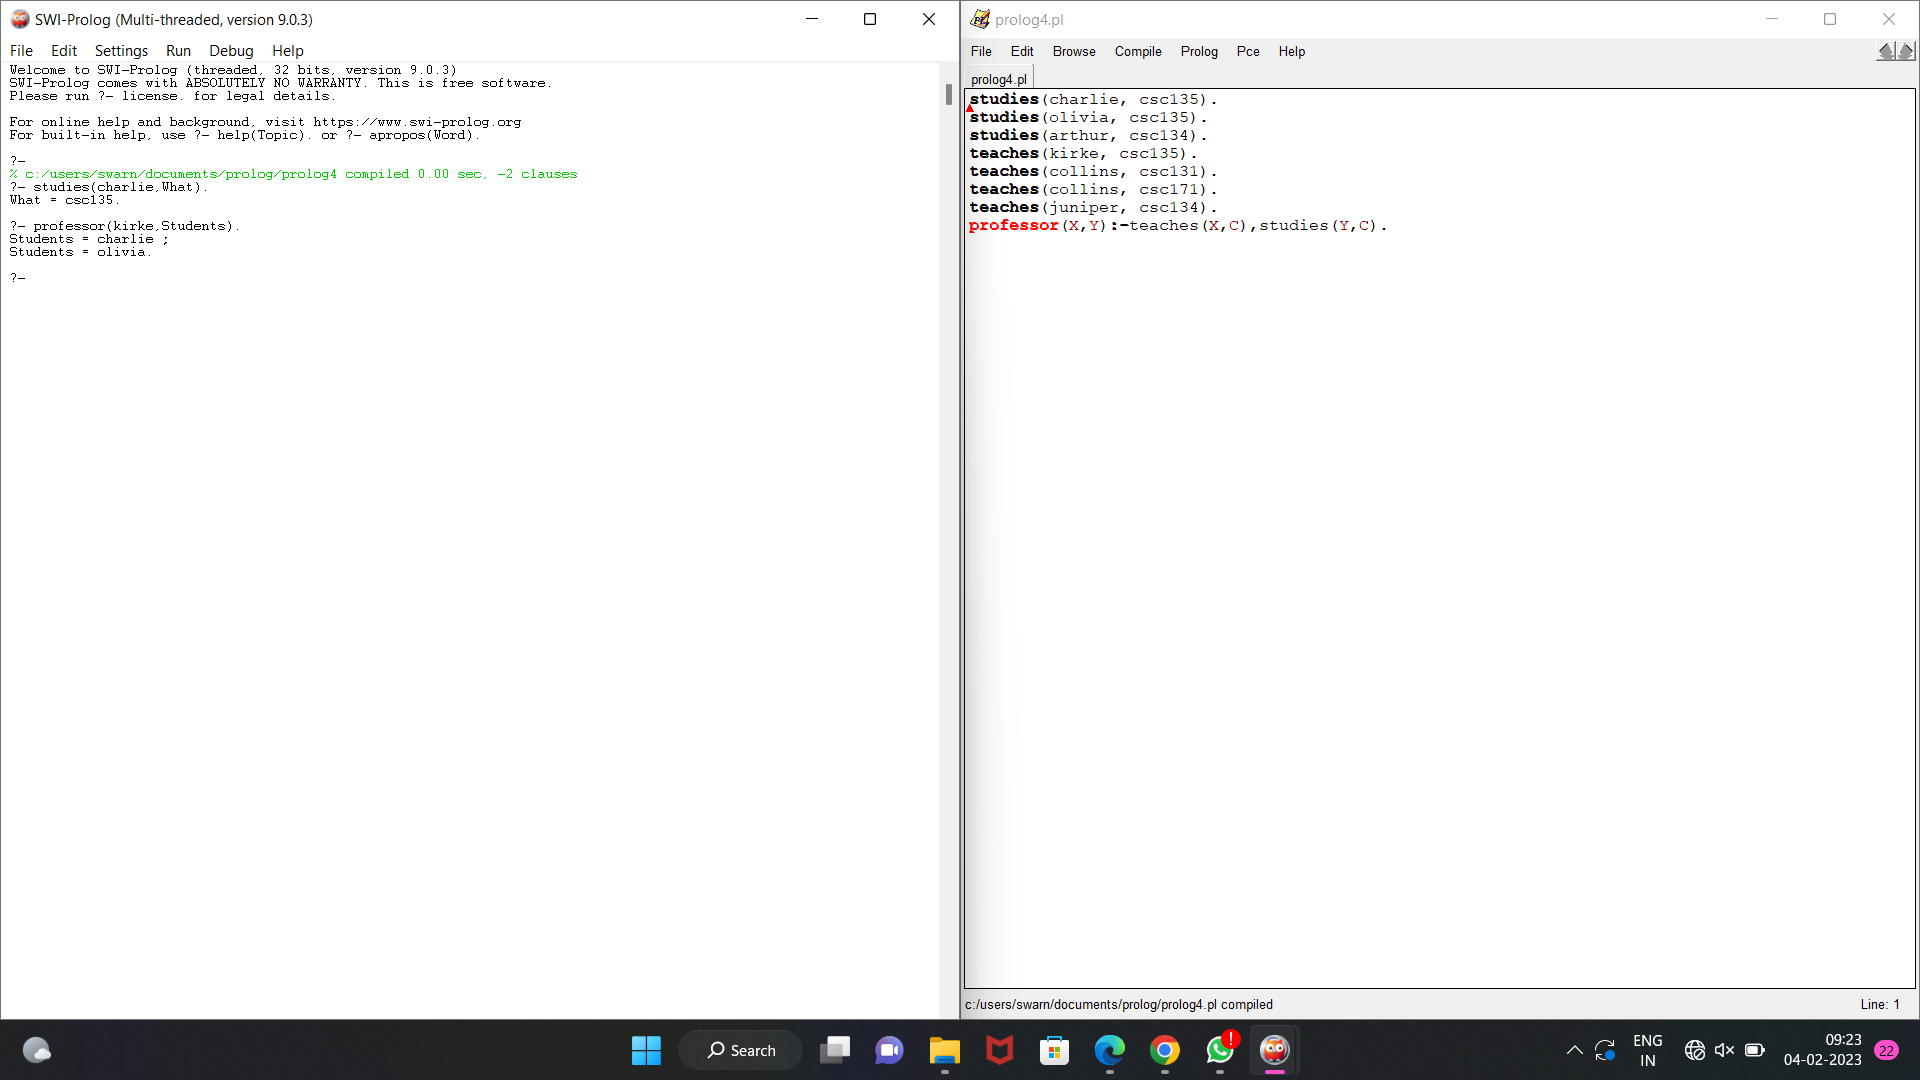 SWI-Prolog (Multi-threaded, version 9.0.3)
File Edit Settings Run Debug Help
Welcome to SWI-Prolog (threaded, 32 bits, version 9.0.3)
SWI-Prolog comes with ABSOLUTELY NO WARRANTY. This is free software.
Please run ?- license. for legal details.
For online help and background, visit https://www.swi-prolog.org
For built-in help, use ?- help(Topic). or ?- apropos(Word).
?-
% c:/users/swarn/documents/prolog/prolog4 compiled 0.00 sec, -2 clauses
?- studies(charlie,What).
What = csc135.
?- professor(kirke,Students).
Students = charlie ;
Students = olivia.
?-
prolog4.pl
File Edit Browse Compile Prolog Pce Help
prolog4.pl
studies(charlie, csc135).
studies(olivia, csc135).
studies(arthur, csc134).
teaches(kirke, csc135).
teaches(collins, csc131).
teaches(collins, csc171).
teaches(juniper, csc134).
professor(X,Y):-teaches(X,C),studies(Y,C).
c:/users/swarn/documents/prolog/prolog4.pl compiled
Line: 1
Search
ENG
IN
09:23
04-02-2023
22